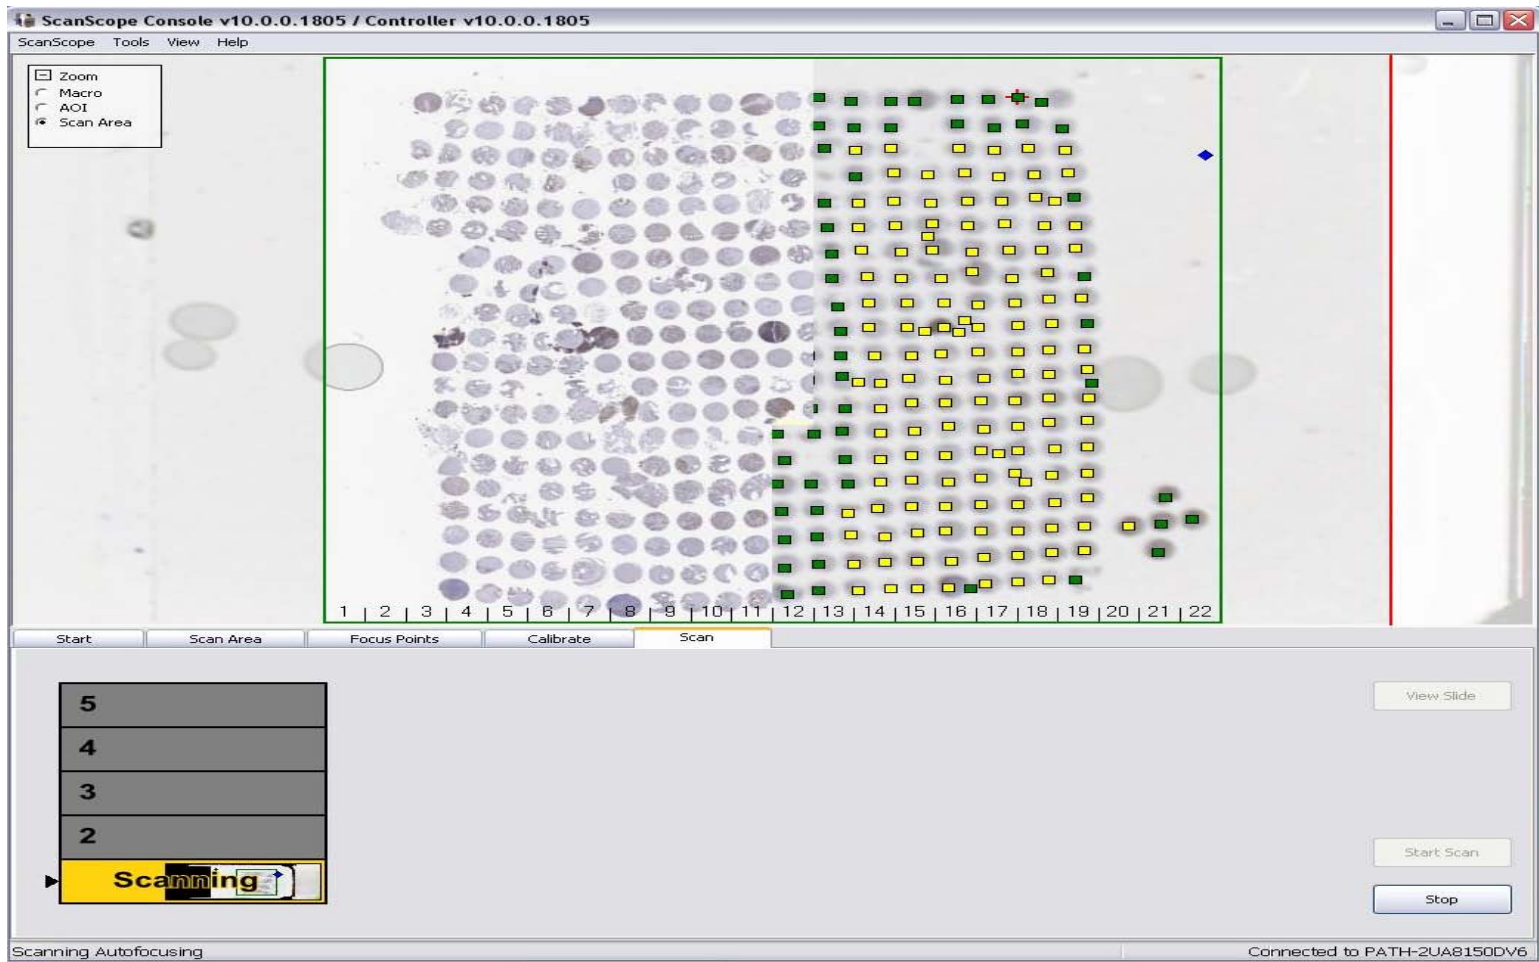 ScanScope Console v10.0.0.1805 / Controller v10.0.0.1805
ScanScope Tools View Help
Zoom
Macro
AOI
Scan Area
1 | 2 | 3 | 4 | 5 | 6 | 7 | 8 | 9 | 10 | 11 | 12 | 13 | 14 | 15 | 16 | 17 | 18 | 19 | 20 | 21 | 22
Start Scan Area Focus Points Calibrate Scan
5
View Slide
4
3
2
Start Scan
Scanning
Stop
Scanning Autofocusing Connected to PATH-2UA8150DV6